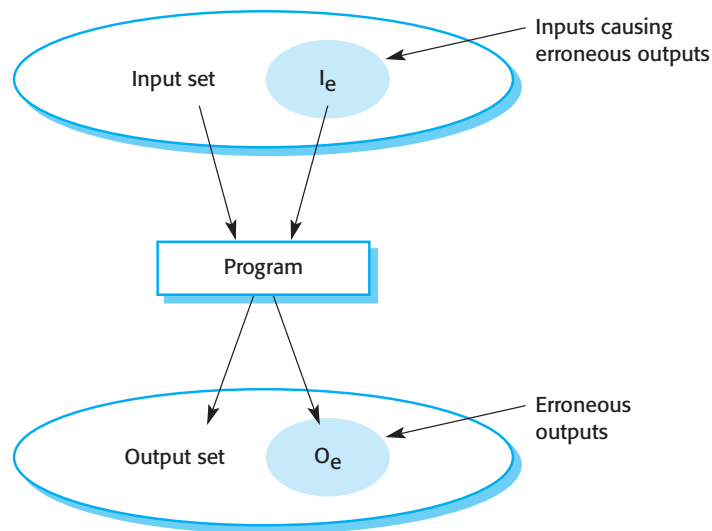 Inputs causing
erroneous outputs
Input set
Ie
Program
Erroneous
outputs
Output set
Oe